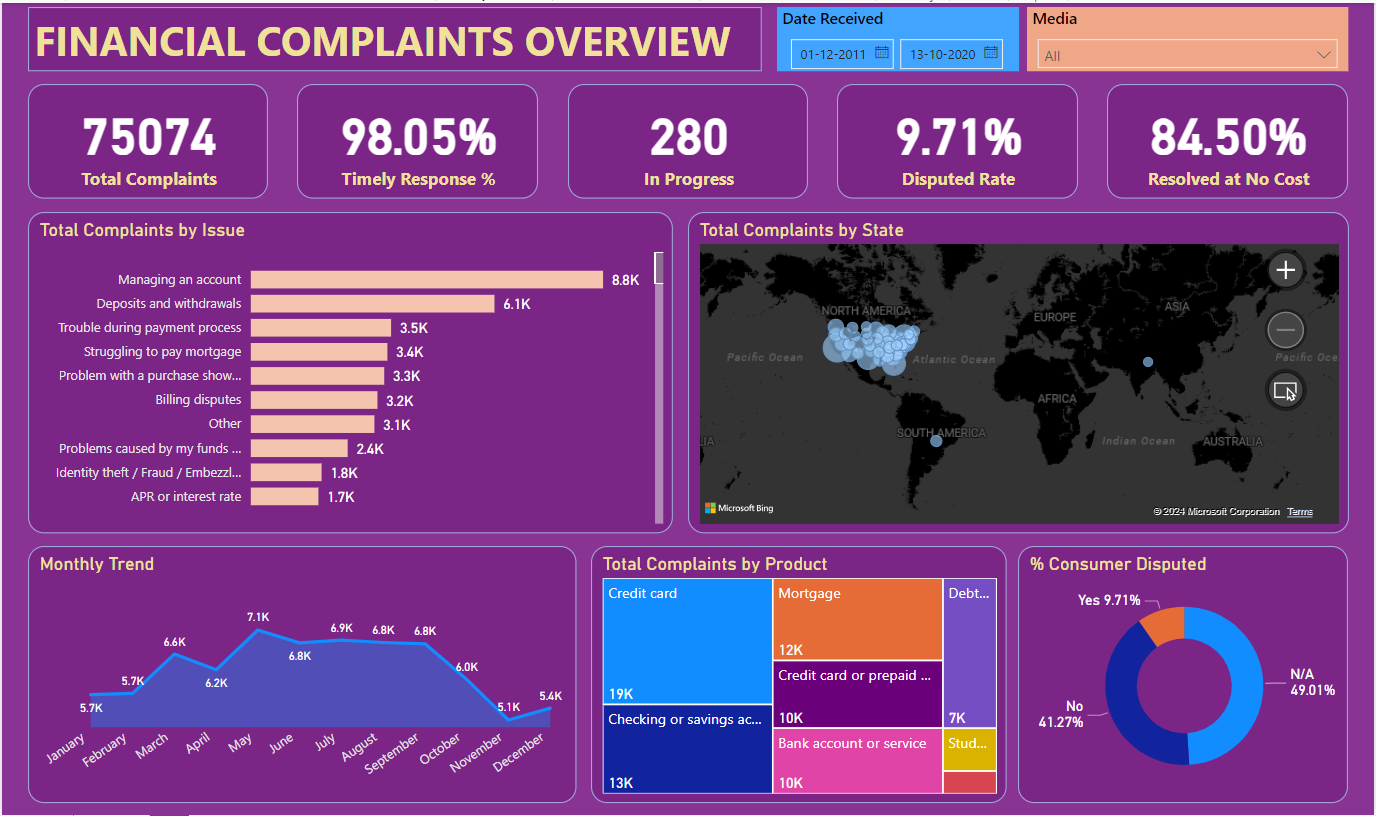 FINANCIAL COMPLAINTS OVERVIEW
Date Received
01-12-2011
13-10-2020
Media
All
75074
Total Complaints
98.05%
Timely Response %
280
In Progress
9.71%
Disputed Rate
84.50%
Resolved at No Cost
Total Complaints by Issue
Managing an account 8.8K
Deposits and withdrawals 6.1K
Trouble during payment process 3.5K
Struggling to pay mortgage 3.4K
Problem with a purchase show... 3.3K
Billing disputes 3.2K
Other 3.1K
Problems caused by my funds ... 2.4K
Identity theft / Fraud / Embezzl... 1.8K
APR or interest rate 1.7K
Total Complaints by State
NORTH AMERICA
EUROPE
ASIA
Pacific Ocean
Atlantic Ocean
Pacific Oce
AFRICA
SOUTH AMERICA
LIA
Indian Ocean
AUSTRALIA
Microsoft Bing
© 2024 Microsoft Corporation Terms
Monthly Trend
5.7K
5.7K
6.6K
6.2K
7.1K
6.8K
6.9K
6.8K
6.8K
6.0K
5.1K
5.4K
January
February
March
April
May
June
July
August
September
October
November
December
Total Complaints by Product
Credit card
19K
Checking or savings ac...
13K
Mortgage
12K
Credit card or prepaid ...
10K
Bank account or service
10K
Debt...
7K
Stud...
% Consumer Disputed
Yes 9.71%
N/A
49.01%
No
41.27%